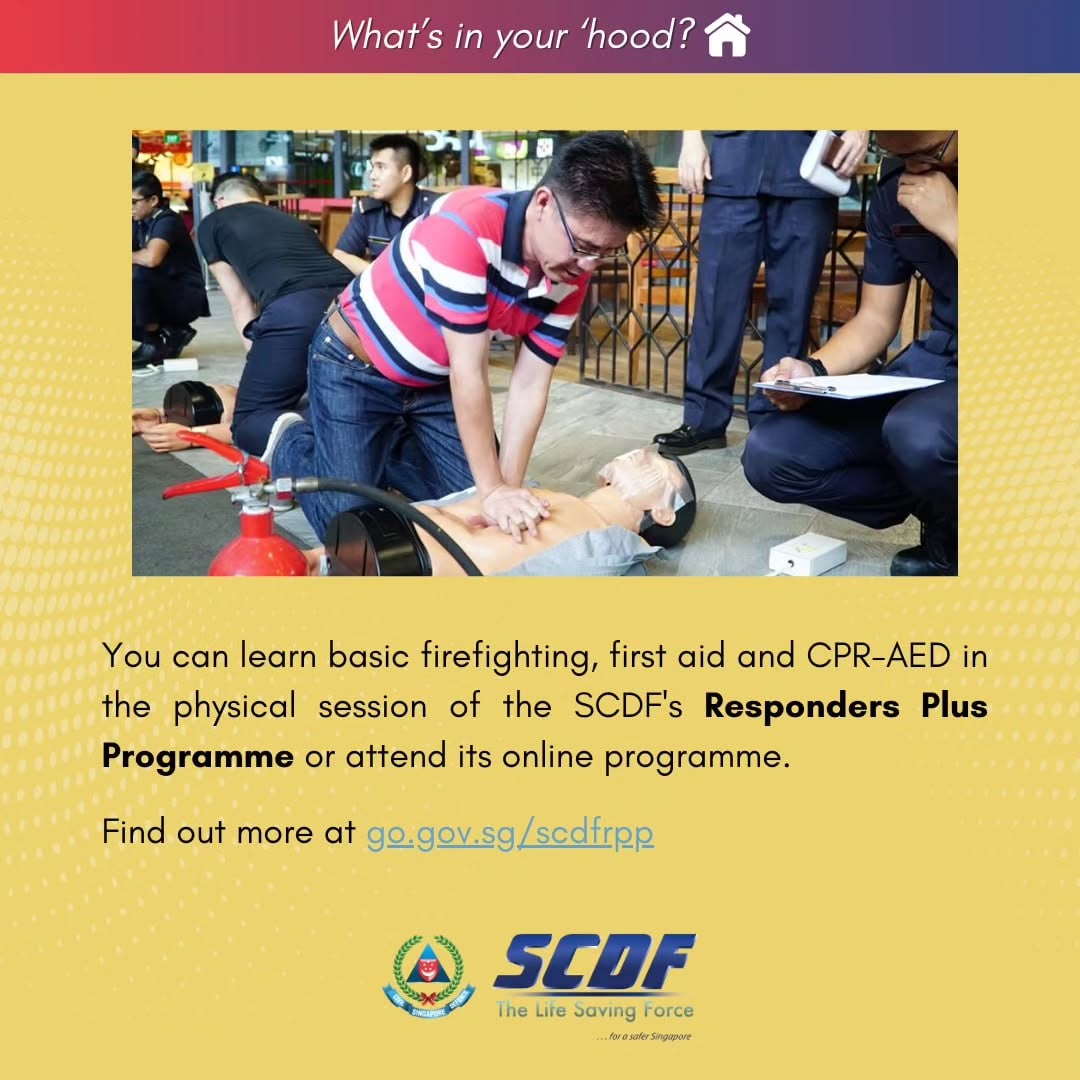 What's in your 'hood?
You can learn basic firefighting, first aid and CPR-AED in
the physical session of the SCDF's Responders Plus
Programme or attend its online programme.
Find out more at go.gov.sg/scdfrpp
SCDF
The Life Saving Force
...for a safer Singapore
CIVIL SINGAPORE DEFENCE